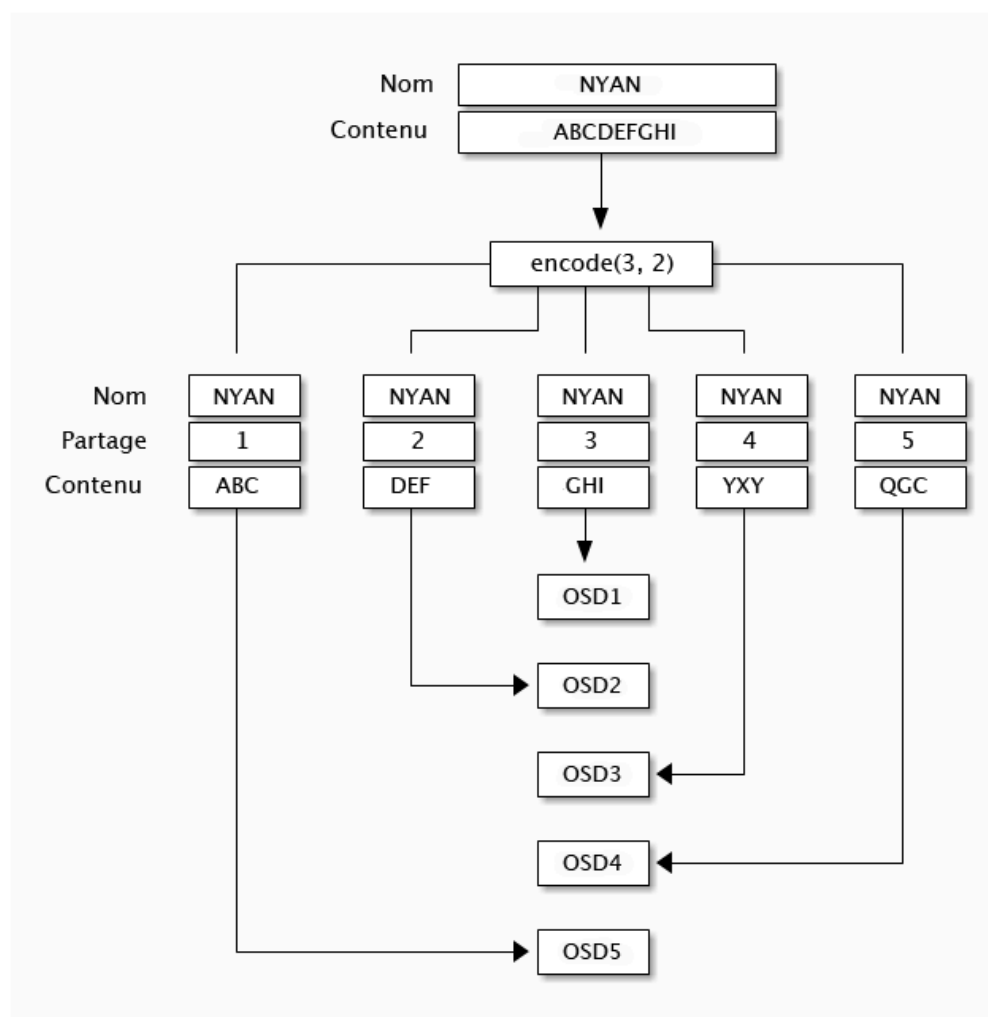 Nom NYAN
Contenu ABCDEFGHI
encode(3, 2)
Nom NYAN NYAN NYAN NYAN NYAN
Partage 1 2 3 4 5
Contenu ABC DEF GHI YXY QGC
OSD1
OSD2
OSD3
OSD4
OSD5